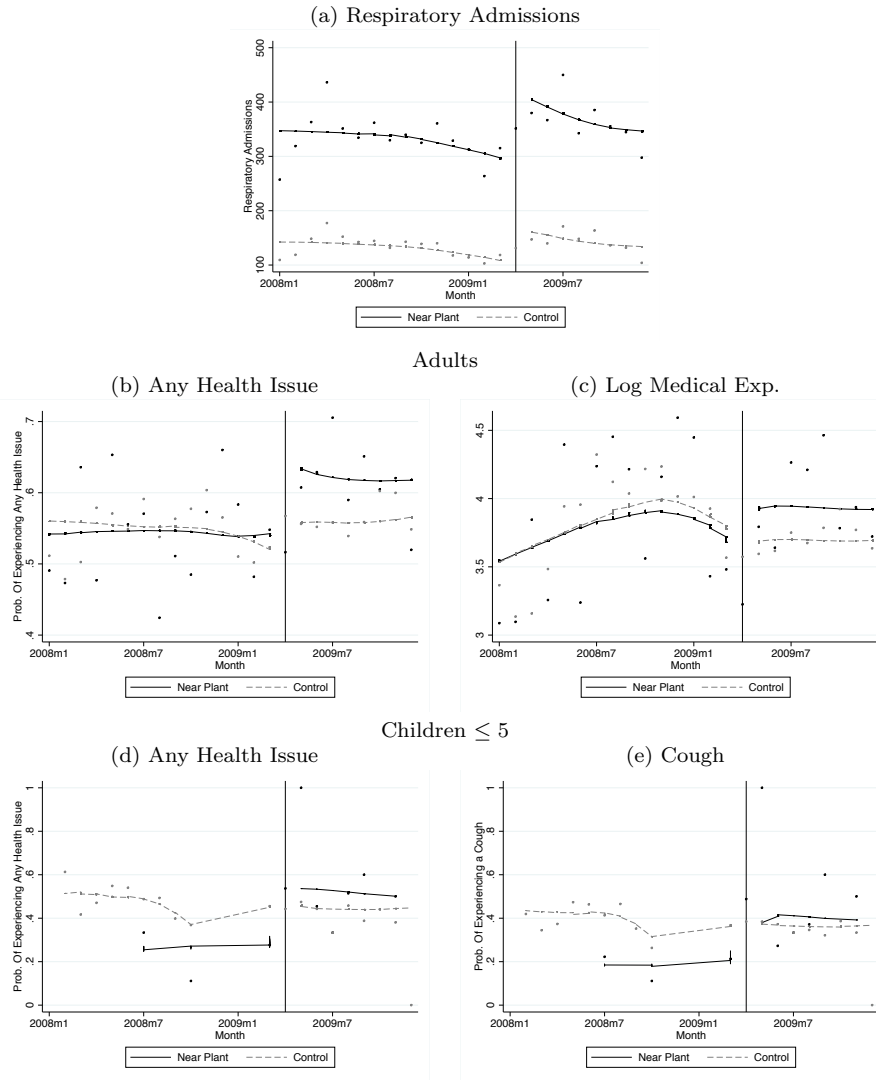 (a) Respiratory Admissions
Respiratory Admissions
500
400
300
200
100
2008m1 2008m7 2009m1 2009m7
Month
Near Plant Control
Adults
(b) Any Health Issue
Prob. Of Experiencing Any Health Issue
.7
.6
.5
.4
2008m1 2008m7 2009m1 2009m7
Month
Near Plant Control
(c) Log Medical Exp.
4.5
4
3.5
3
2008m1 2008m7 2009m1 2009m7
Month
Near Plant Control
Children ≤ 5
(d) Any Health Issue
Prob. Of Experiencing Any Health Issue
1
.8
.6
.4
.2
0
2008m1 2008m7 2009m1 2009m7
Month
Near Plant Control
(e) Cough
Prob. Of Experiencing a Cough
1
.8
.6
.4
.2
0
2008m1 2008m7 2009m1 2009m7
Month
Near Plant Control